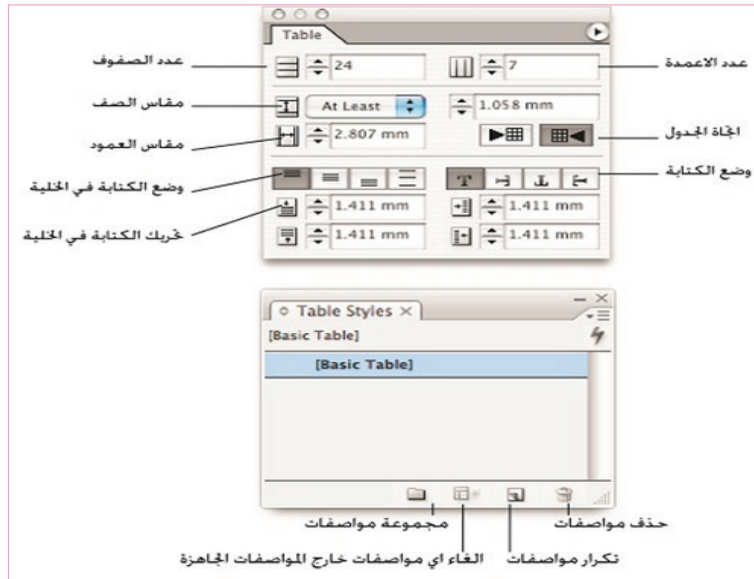 Table
عدد الصفوف
24
7
عدد الاعمدة
مقاس الصف
At Least
1.058 mm
مقاس العمود
2.807 mm
اتجاة الجدول
وضع الكتابة في الخلية
T
وضع الكتابة
تحريك الكتابة في الخلية
1.411 mm
1.411 mm
1.411 mm
1.411 mm
Table Styles
[Basic Table]
[Basic Table]
مجموعة مواصفات
حذف مواصفات
الغاء اي مواصفات خارج المواصفات الجاهزة
تكرار مواصفات